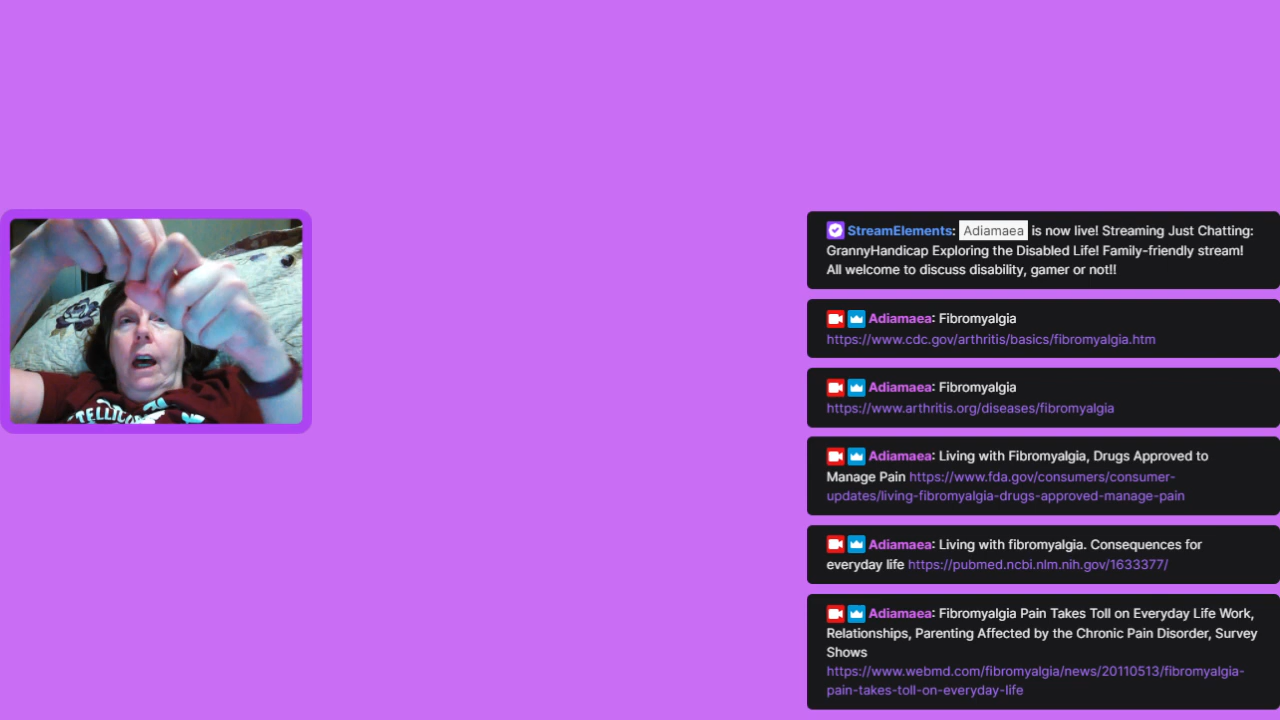 StreamElements: Adiamaea is now live! Streaming Just Chatting:
GrannyHandicap Exploring the Disabled Life! Family-friendly stream!
All welcome to discuss disability, gamer or not!!
Adiamaea: Fibromyalgia
https://www.cdc.gov/arthritis/basics/fibromyalgia.htm
Adiamaea: Fibromyalgia
https://www.arthritis.org/diseases/fibromyalgia
Adiamaea: Living with Fibromyalgia, Drugs Approved to
Manage Pain https://www.fda.gov/consumers/consumer-
updates/living-fibromyalgia-drugs-approved-manage-pain
Adiamaea: Living with fibromyalgia. Consequences for
everyday life https://pubmed.ncbi.nlm.nih.gov/1633377/
Adiamaea: Fibromyalgia Pain Takes Toll on Everyday Life Work,
Relationships, Parenting Affected by the Chronic Pain Disorder, Survey
Shows
https://www.webmd.com/fibromyalgia/news/20110513/fibromyalgia-
pain-takes-toll-on-everyday-life